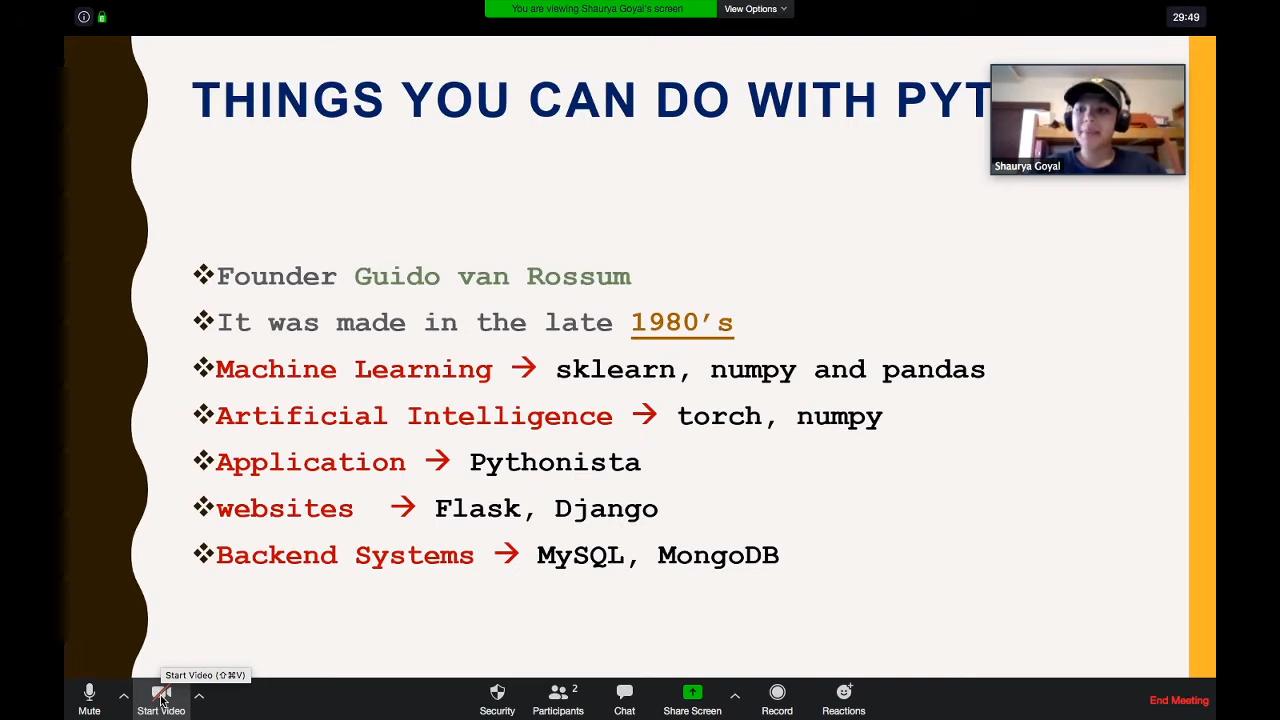 You are viewing Shaurya Goyal's screen
View Options
29:49
THINGS YOU CAN DO WITH PYT
Shaurya Goyal
❖Founder Guido van Rossum
❖It was made in the late 1980’s
❖Machine Learning → sklearn, numpy and pandas
❖Artificial Intelligence → torch, numpy
❖Application → Pythonista
❖websites → Flask, Django
❖Backend Systems → MySQL, MongoDB
Start Video (⇧⌘V)
2
Mute
Start Video
Security
Participants
Chat
Share Screen
Record
Reactions
End Meeting